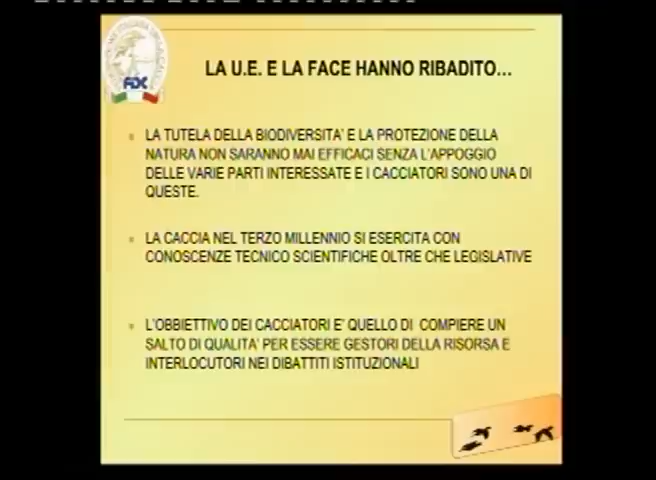 FIdC
LA U.E. E LA FACE HANNO RIBADITO...
LA TUTELA DELLA BIODIVERSITA' E LA PROTEZIONE DELLA
NATURA NON SARANNO MAI EFFICACI SENZA L'APPOGGIO
DELLE VARIE PARTI INTERESSATE E I CACCIATORI SONO UNA DI
QUESTE.
LA CACCIA NEL TERZO MILLENNIO SI ESERCITA CON
CONOSCENZE TECNICO SCIENTIFICHE OLTRE CHE LEGISLATIVE
L'OBBIETTIVO DEI CACCIATORI E' QUELLO DI COMPIERE UN
SALTO DI QUALITA' PER ESSERE GESTORI DELLA RISORSA E
INTERLOCUTORI NEI DIBATTITI ISTITUZIONALI